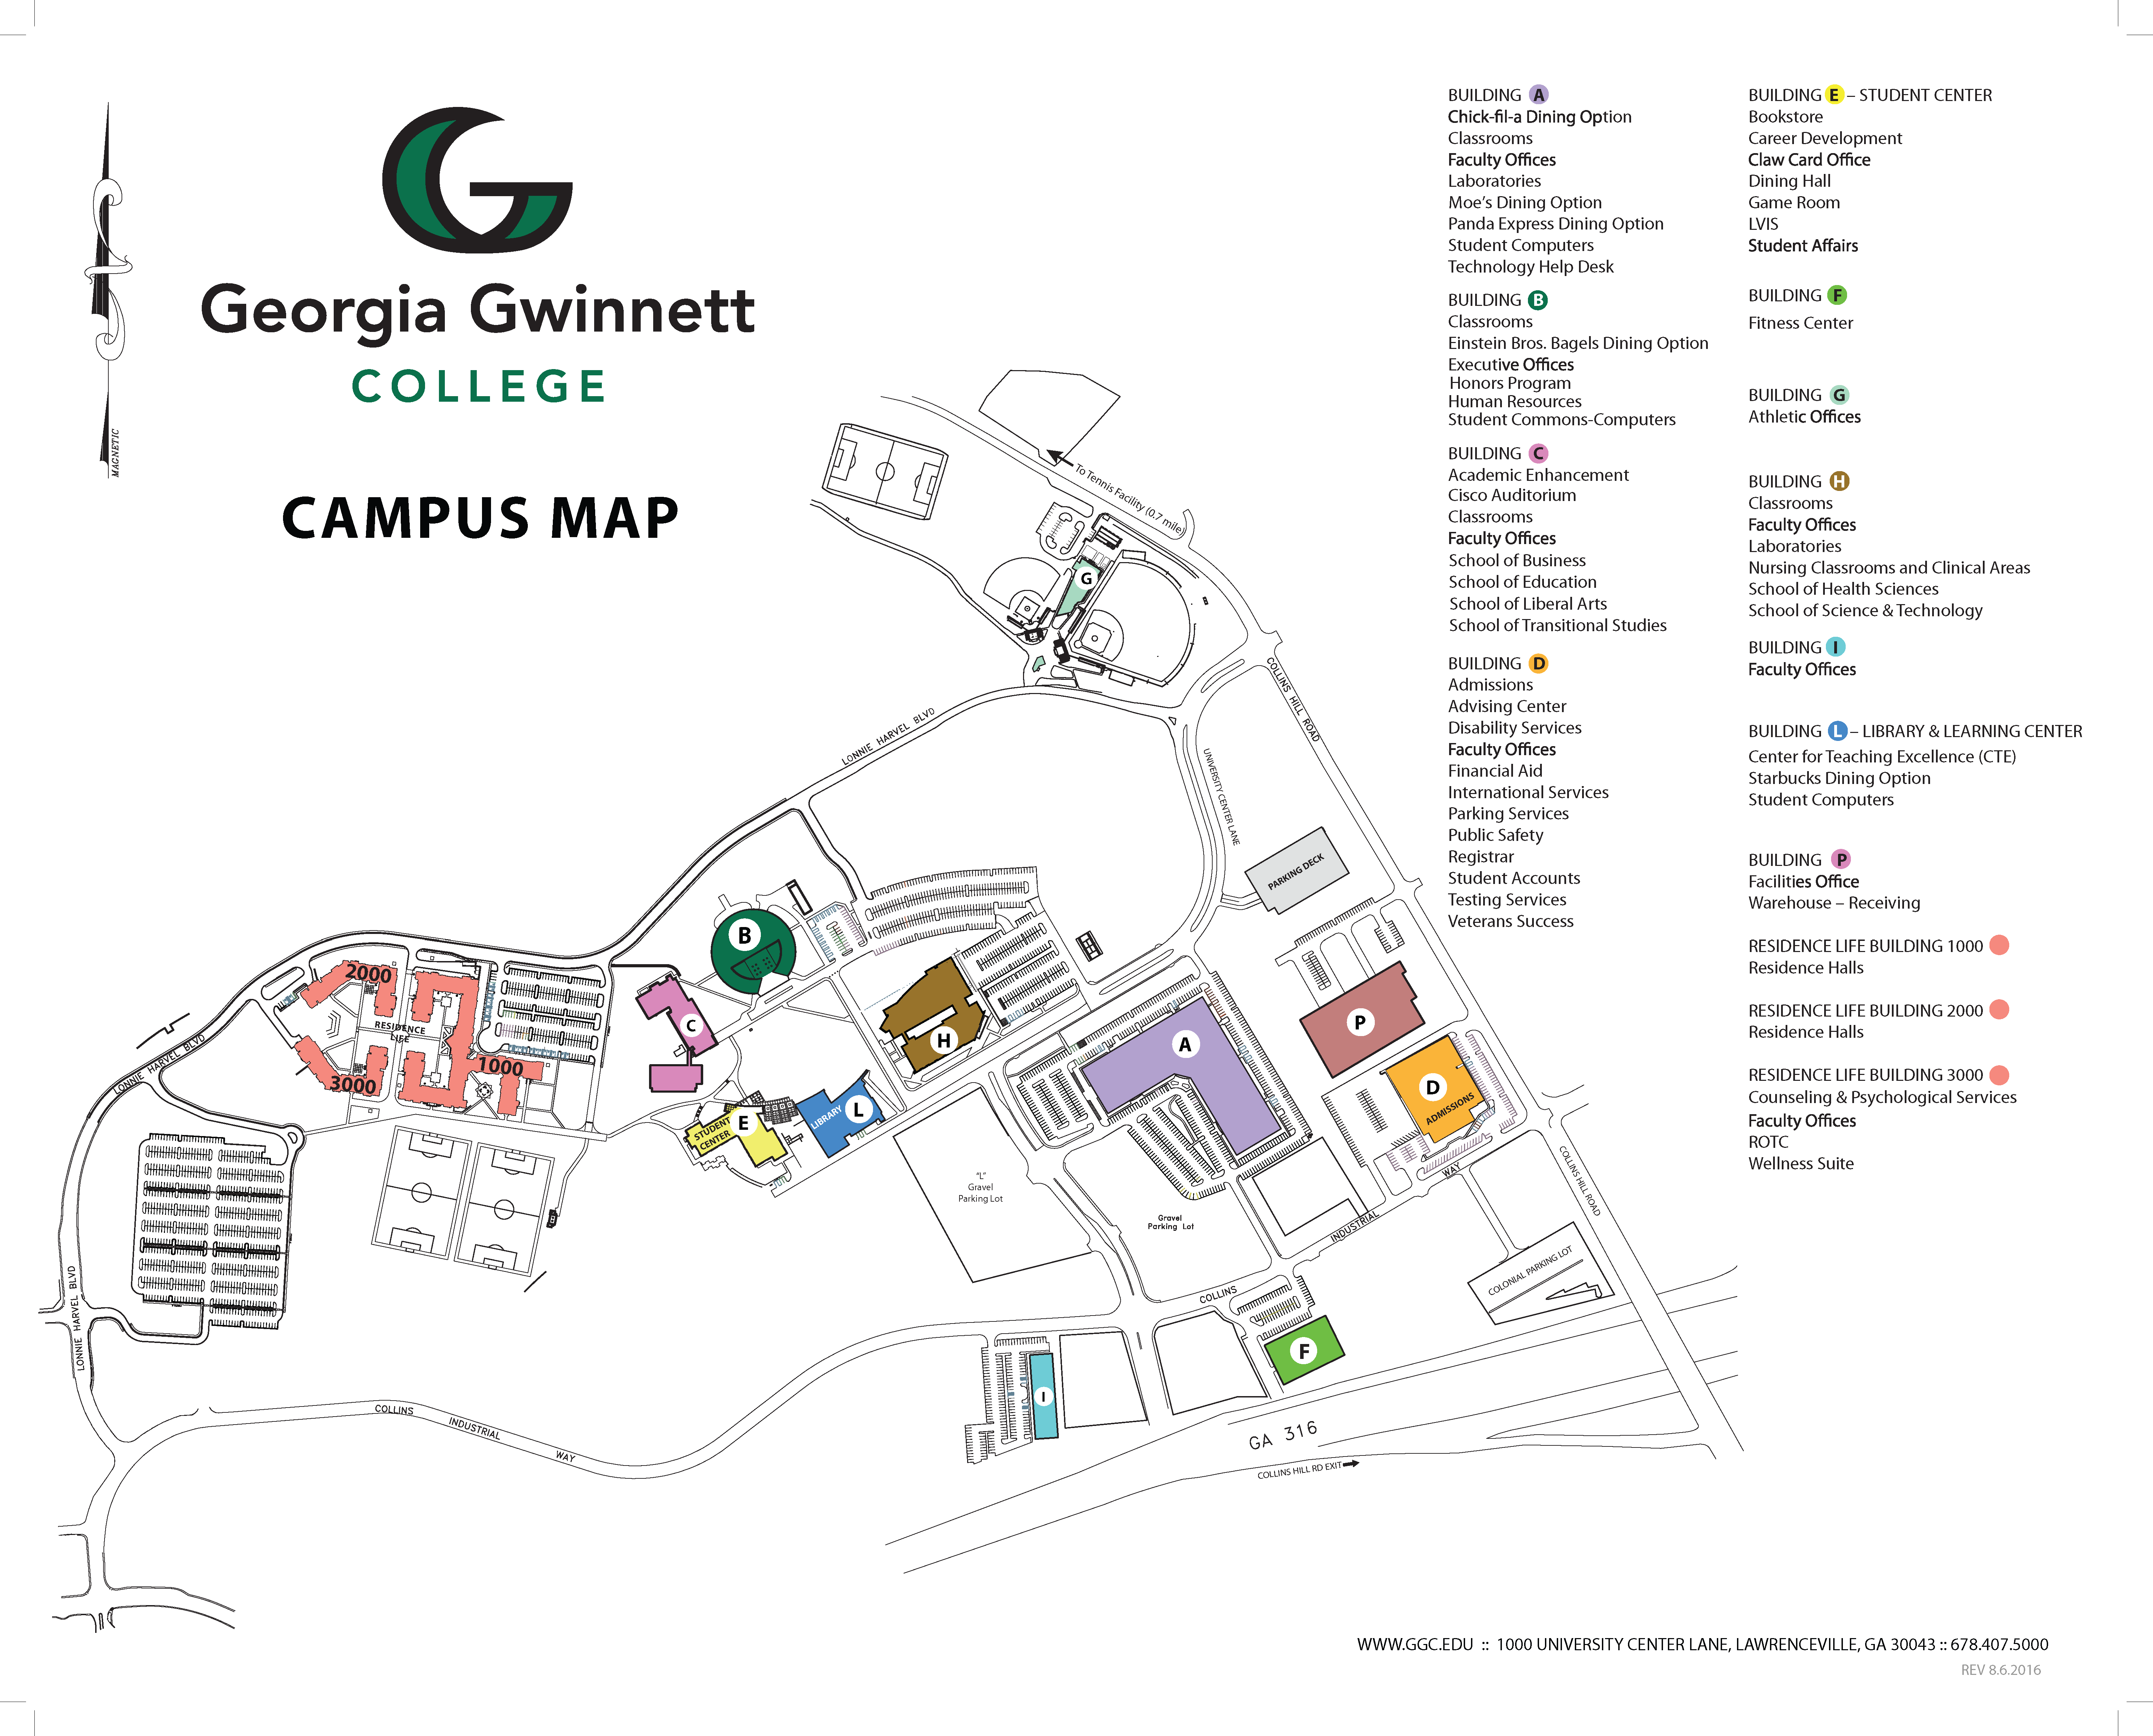 Georgia Gwinnett
COLLEGE
CAMPUS MAP
MAGNETIC
BUILDING A
Chick-fil-a Dining Option
Classrooms
Faculty Offices
Laboratories
Moe's Dining Option
Panda Express Dining Option
Student Computers
Technology Help Desk
BUILDING B
Classrooms
Einstein Bros. Bagels Dining Option
Executive Offices
Honors Program
Human Resources
Student Commons-Computers
BUILDING C
Academic Enhancement
Cisco Auditorium
Classrooms
Faculty Offices
School of Business
School of Education
School of Liberal Arts
School of Transitional Studies
BUILDING D
Admissions
Advising Center
Disability Services
Faculty Offices
Financial Aid
International Services
Parking Services
Public Safety
Registrar
Student Accounts
Testing Services
Veterans Success
BUILDING E – STUDENT CENTER
Bookstore
Career Development
Claw Card Office
Dining Hall
Game Room
LVIS
Student Affairs
BUILDING F
Fitness Center
BUILDING G
Athletic Offices
BUILDING H
Classrooms
Faculty Offices
Laboratories
Nursing Classrooms and Clinical Areas
School of Health Sciences
School of Science & Technology
BUILDING I
Faculty Offices
BUILDING L – LIBRARY & LEARNING CENTER
Center for Teaching Excellence (CTE)
Starbucks Dining Option
Student Computers
BUILDING P
Facilities Office
Warehouse – Receiving
RESIDENCE LIFE BUILDING 1000
Residence Halls
RESIDENCE LIFE BUILDING 2000
Residence Halls
RESIDENCE LIFE BUILDING 3000
Counseling & Psychological Services
Faculty Offices
ROTC
Wellness Suite
To Tennis Facility (0.7 mile)
G
COLLINS HILL ROAD
LONNIE HARVEL BLVD
UNIVERSITY CENTER LANE
PARKING DECK
B
2000
RESIDENCE
LIFE
1000
3000
C
H
A
P
D
ADMISSIONS
LONNIE HARVEL BLVD
STUDENT
CENTER
E
LIBRARY
L
"L"
Gravel
Parking Lot
Gravel
Parking Lot
COLLINS INDUSTRIAL WAY
COLLINS HILL ROAD
COLONIAL PARKING LOT
LONNIE HARVEL BLVD
LONNIE HARVEL BLVD
F
I
COLLINS INDUSTRIAL WAY
GA 316
COLLINS HILL RD EXIT
WWW.GGC.EDU :: 1000 UNIVERSITY CENTER LANE, LAWRENCEVILLE, GA 30043 :: 678.407.5000
REV 8.6.2016